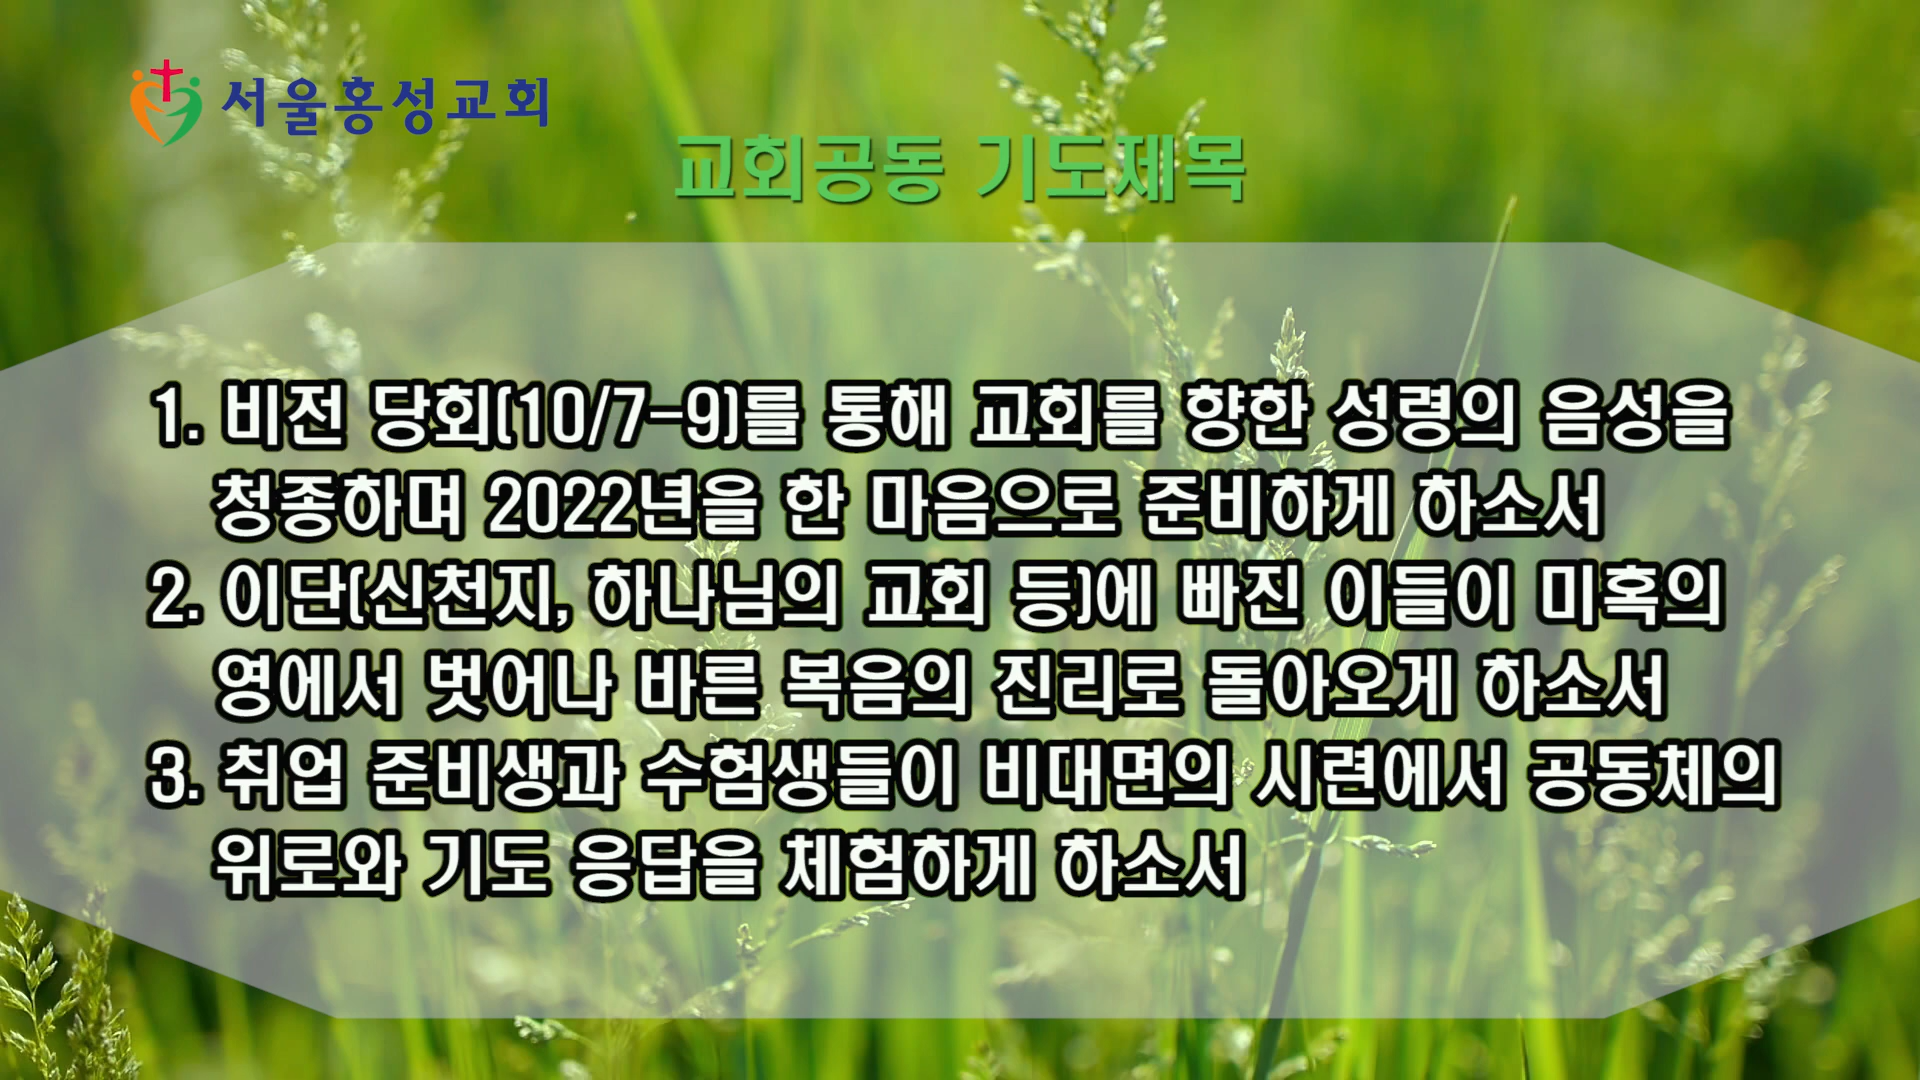 서울홍성교회
교회공동 기도제목
1. 비전 당회(10/7-9)를 통해 교회를 향한 성령의 음성을
청종하며 2022년을 한 마음으로 준비하게 하소서
2. 이단(신천지, 하나님의 교회 등)에 빠진 이들이 미혹의
영에서 벗어나 바른 복음의 진리로 돌아오게 하소서
3. 취업 준비생과 수험생들이 비대면의 시련에서 공동체의
위로와 기도 응답을 체험하게 하소서